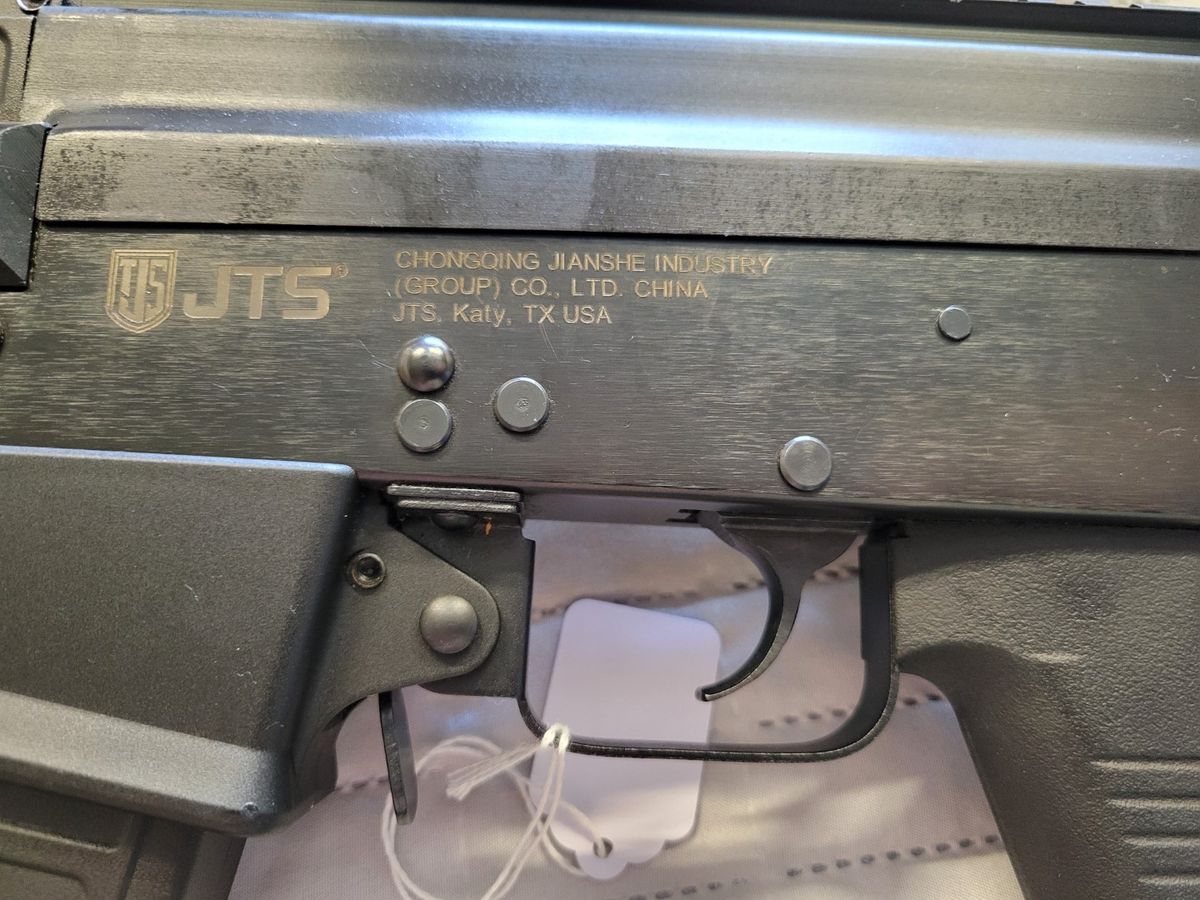 JTS JTS®
CHONGQING JIANSHE INDUSTRY
(GROUP) CO., LTD. CHINA
JTS, Katy, TX USA